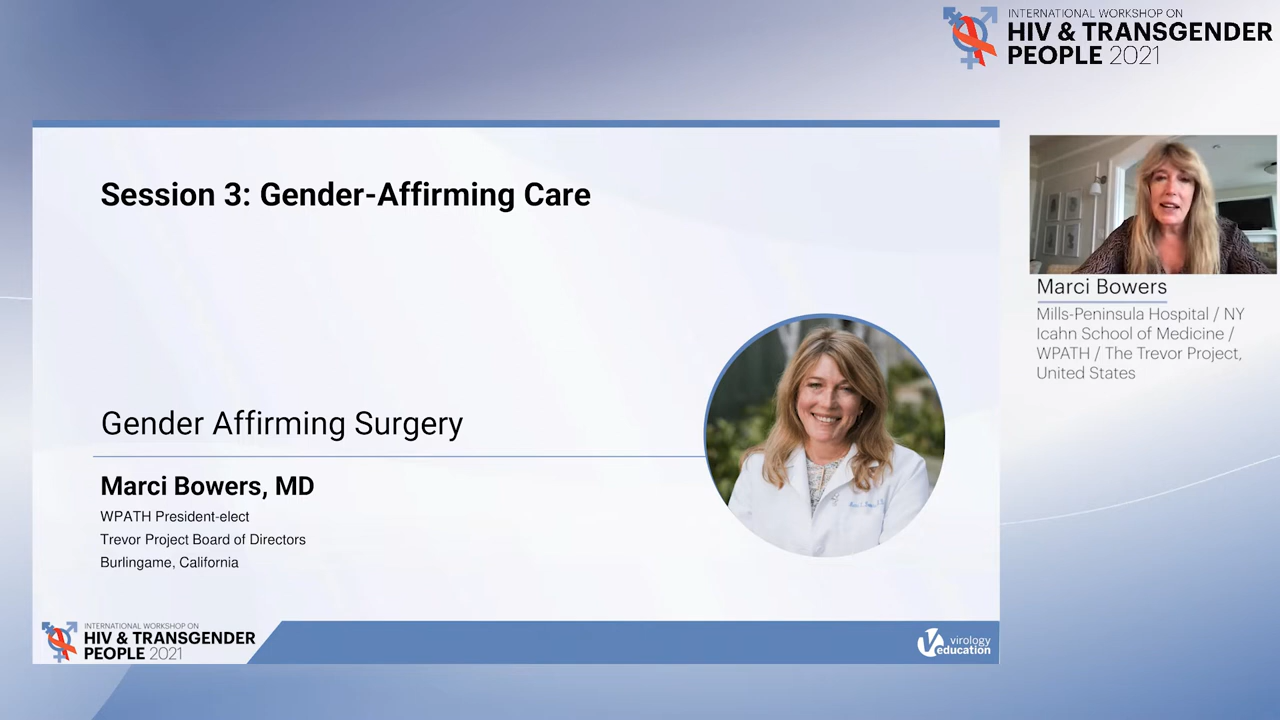 INTERNATIONAL WORKSHOP ON
HIV & TRANSGENDER
PEOPLE 2021
Session 3: Gender-Affirming Care
Gender Affirming Surgery
Marci Bowers, MD
WPATH President-elect
Trevor Project Board of Directors
Burlingame, California
Marci Bowers
Mills-Peninsula Hospital / NY
Icahn School of Medicine /
WPATH / The Trevor Project,
United States
INTERNATIONAL WORKSHOP ON
HIV & TRANSGENDER
PEOPLE 2021
virology
education